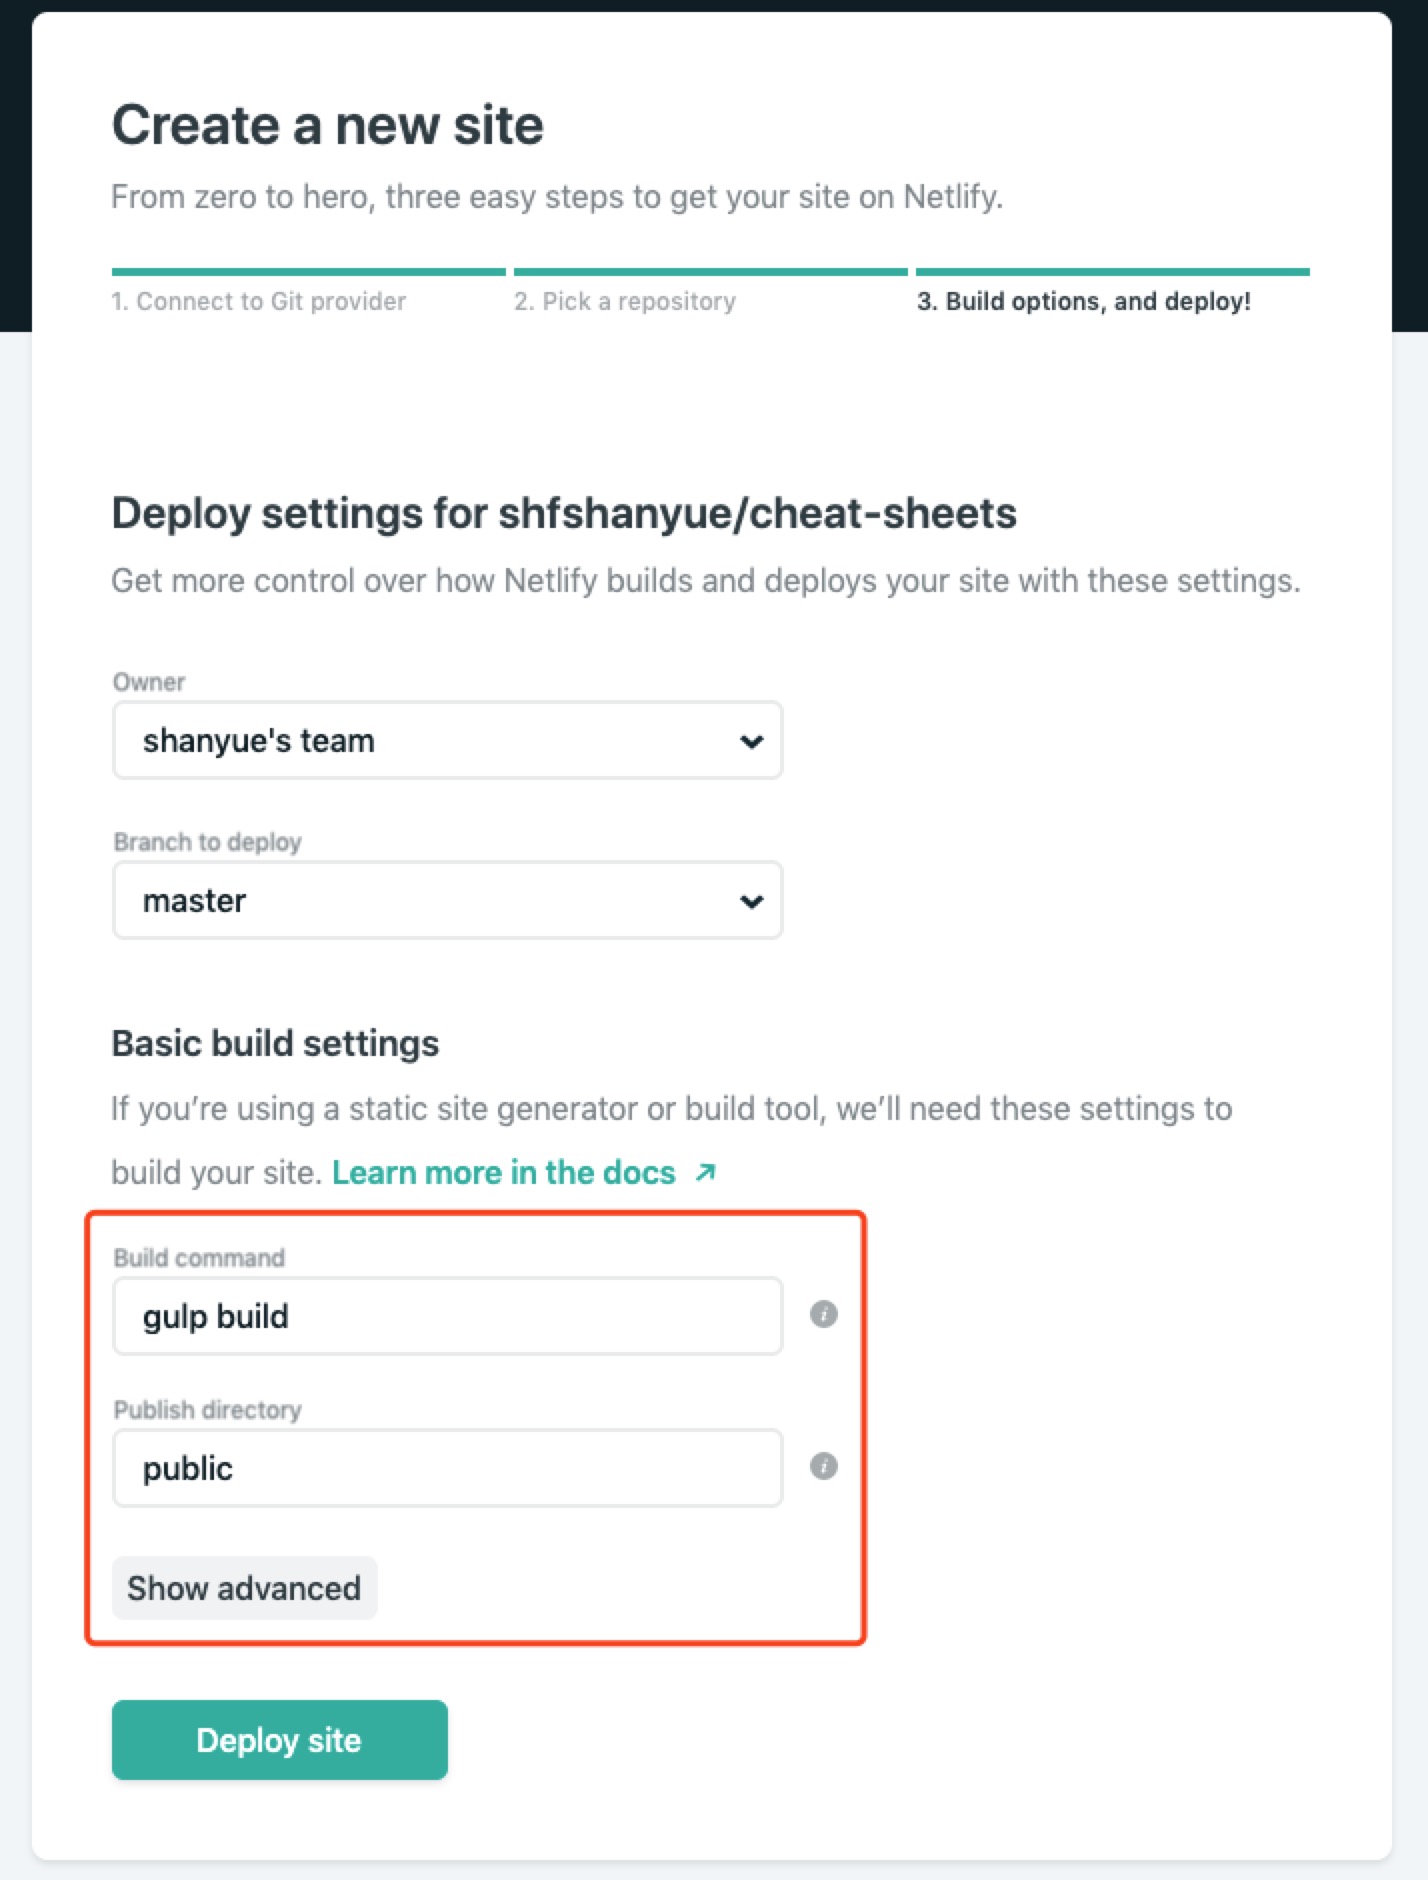 Create a new site
From zero to hero, three easy steps to get your site on Netlify.
1. Connect to Git provider
2. Pick a repository
3. Build options, and deploy!
Deploy settings for shfshanyue/cheat-sheets
Get more control over how Netlify builds and deploys your site with these settings.
Owner
shanyue's team
Branch to deploy
master
Basic build settings
If you’re using a static site generator or build tool, we’ll need these settings to
build your site. Learn more in the docs ↗
Build command
gulp build
Publish directory
public
Show advanced
Deploy site